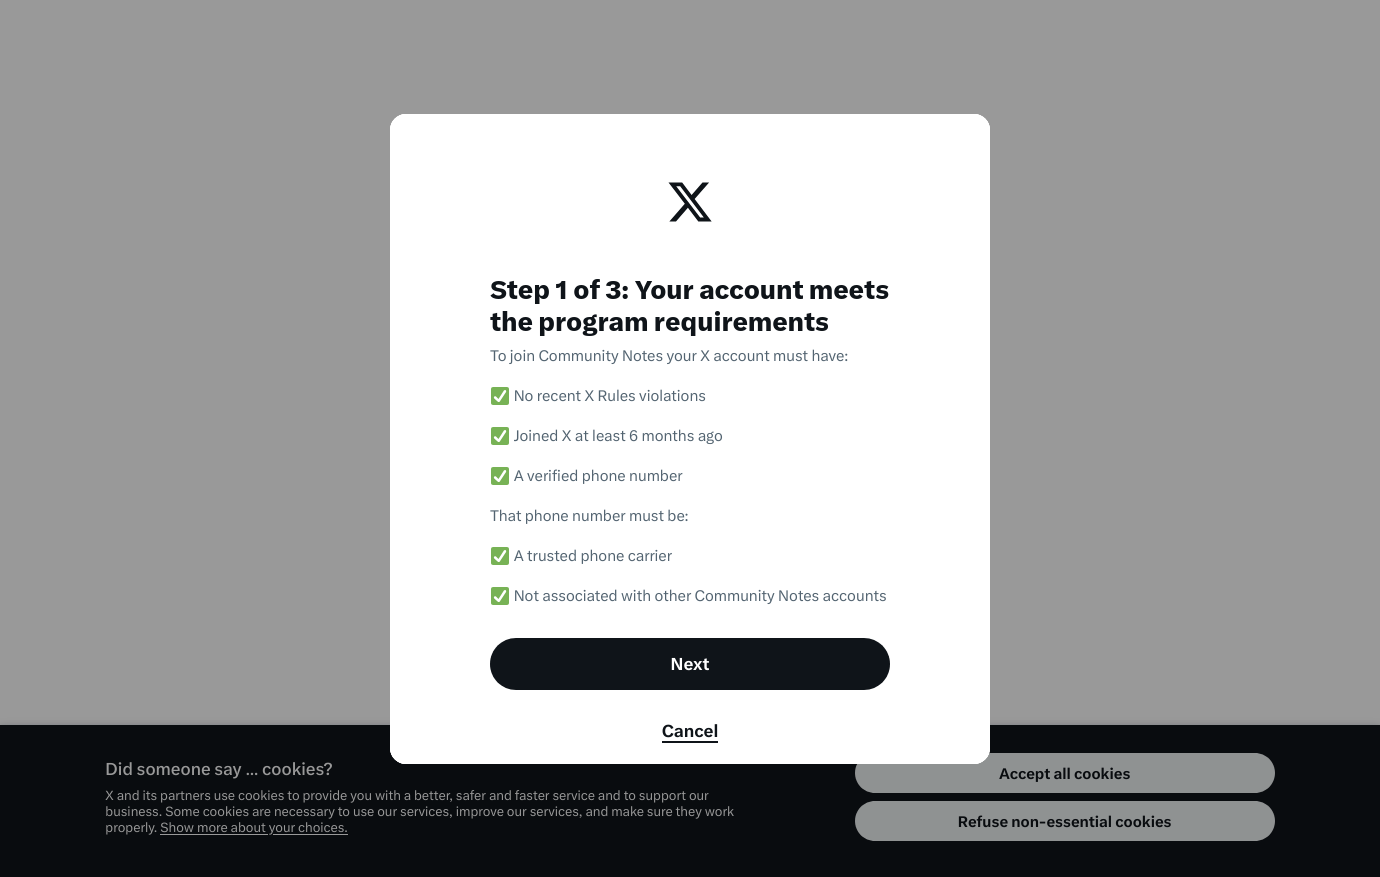 Step 1 of 3: Your account meets
the program requirements
To join Community Notes your X account must have:
✅ No recent X Rules violations
✅ Joined X at least 6 months ago
✅ A verified phone number
That phone number must be:
✅ A trusted phone carrier
✅ Not associated with other Community Notes accounts
Next
Cancel
Did someone say … cookies?
X and its partners use cookies to provide you with a better, safer and faster service and to support our
business. Some cookies are necessary to use our services, improve our services, and make sure they work
properly. Show more about your choices.
Accept all cookies
Refuse non-essential cookies